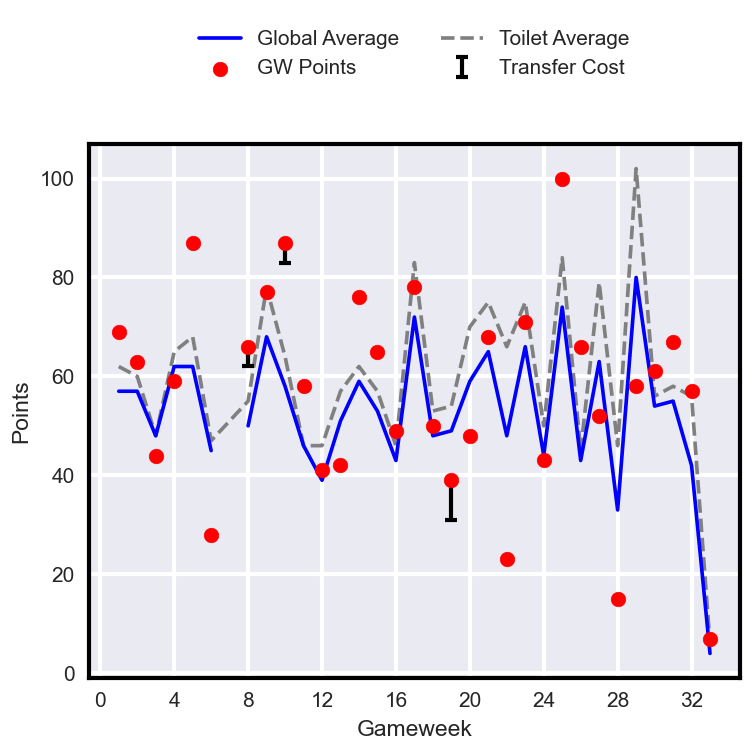 Global Average
Toilet Average
GW Points
Transfer Cost
100
80
60
40
20
0
Points
0 4 8 12 16 20 24 28 32
Gameweek